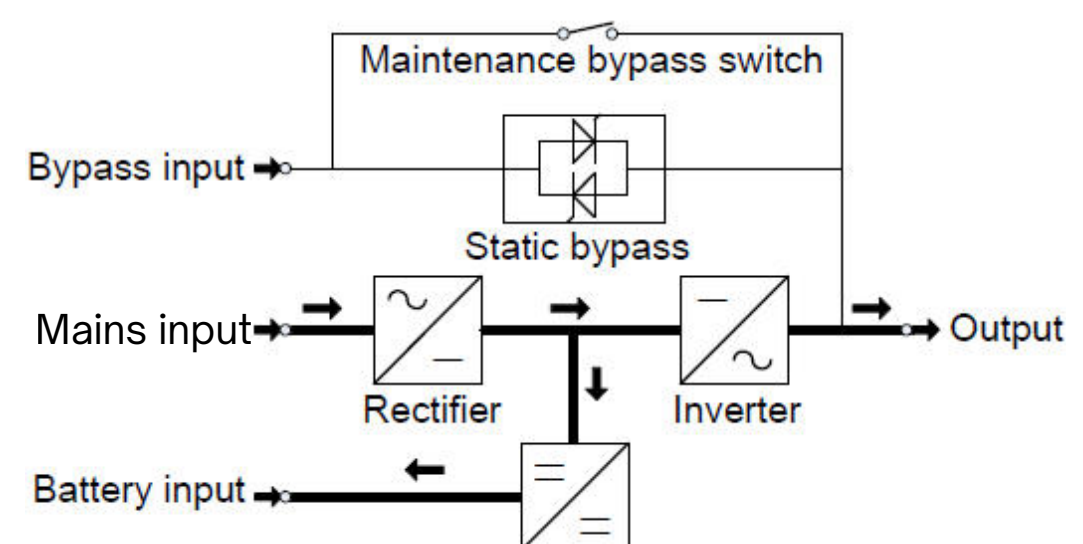 Maintenance bypass switch
Bypass input
Static bypass
Mains input
Output
Rectifier
Inverter
Battery input